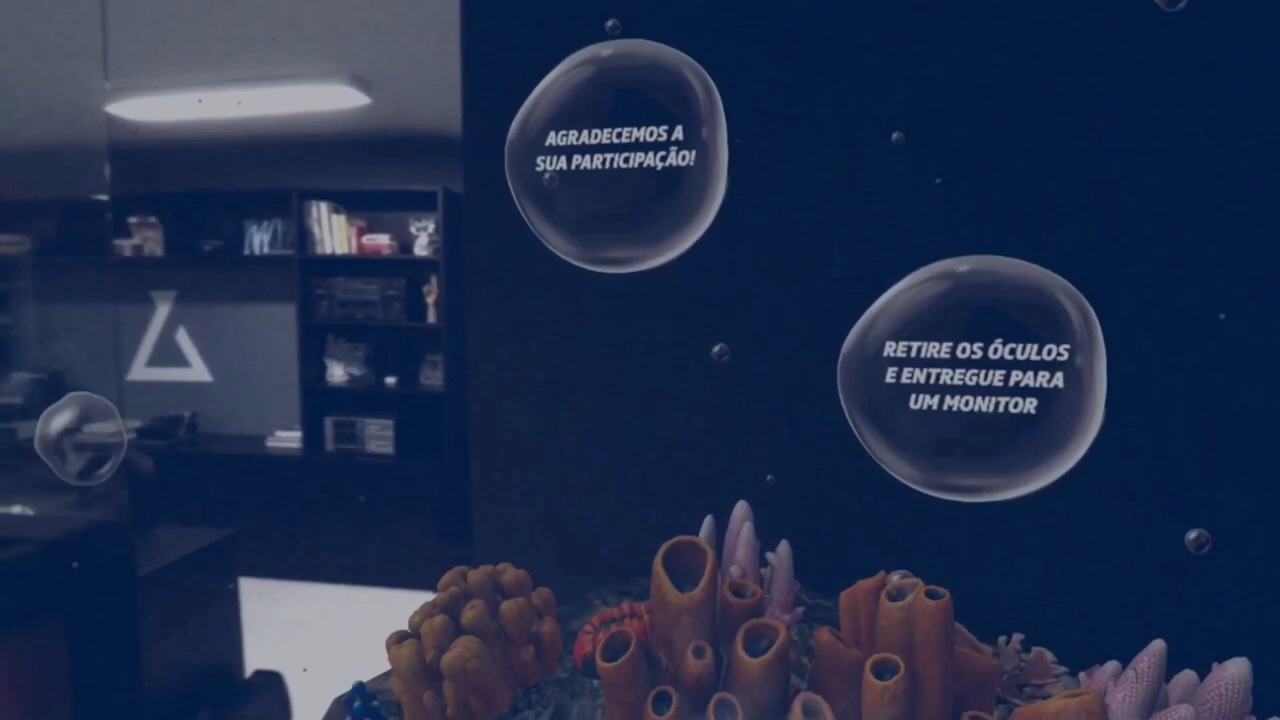 AGRADECEMOS A
SUA PARTICIPAÇÃO!
RETIRE OS ÓCULOS
E ENTREGUE PARA
UM MONITOR